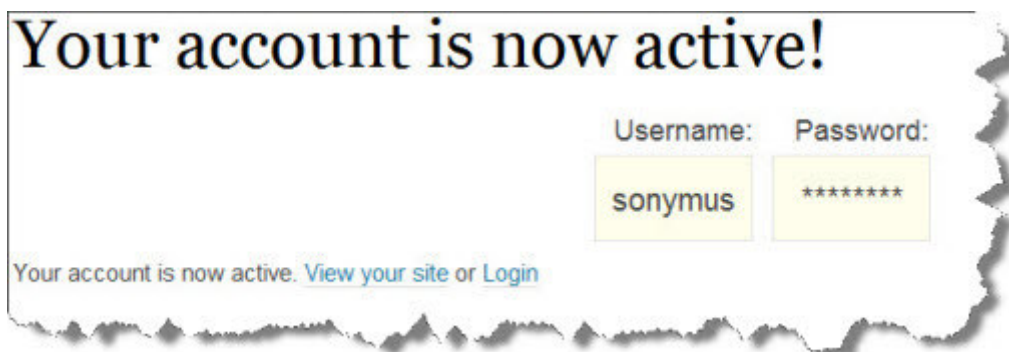 Your account is now active!
Username: Password:
sonymus ********
Your account is now active. View your site or Login